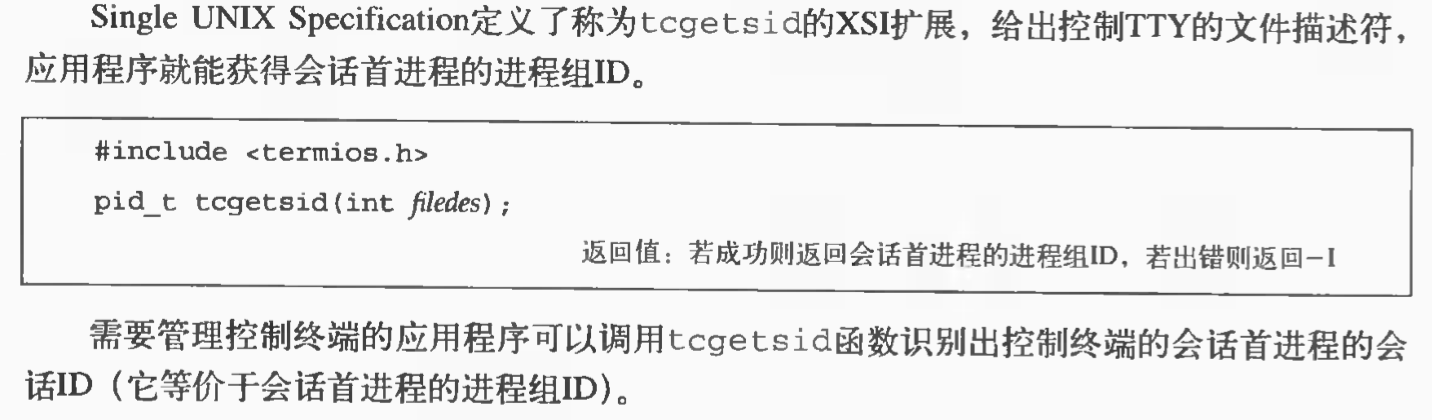 Single UNIX Specification定义了称为tcgetsid的XSI扩展，给出控制TTY的文件描述符，
应用程序就能获得会话首进程的进程组ID。
#include <termios.h>
pid_t tcgetsid(int filedes);
返回值：若成功则返回会话首进程的进程组ID，若出错则返回-I
需要管理控制终端的应用程序可以调用tcgetsid函数识别出控制终端的会话首进程的会
话ID（它等价于会话首进程的进程组ID）。